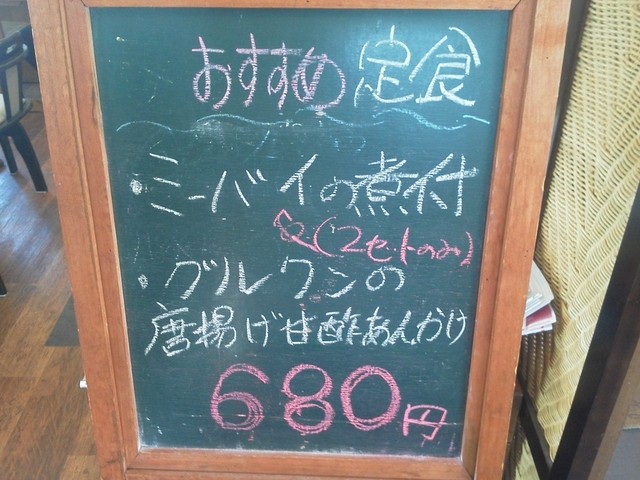 おすすめ定食
・ミーバイの煮付
(2セットのみ)
・グルクンの
唐揚げ甘酢あんかけ
680円